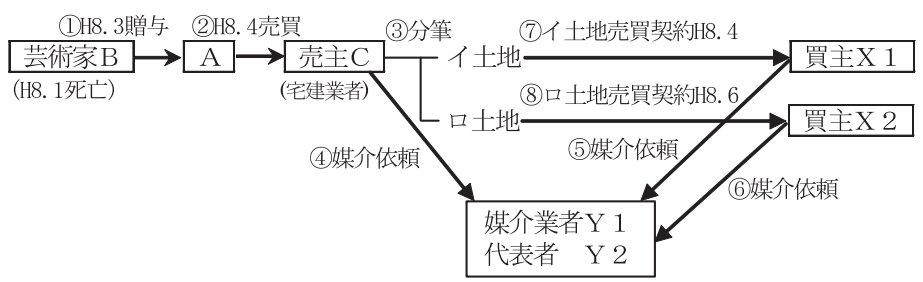 ①H8.3贈与
②H8.4売買
③分筆
⑦イ土地売買契約H8.4
芸術家B
A
売主C
イ土地
買主X1
(H8.1死亡)
(宅建業者)
⑧ロ土地売買契約H8.6
ロ土地
買主X2
④媒介依頼
⑤媒介依頼
⑥媒介依頼
媒介業者Y1
代表者 Y2